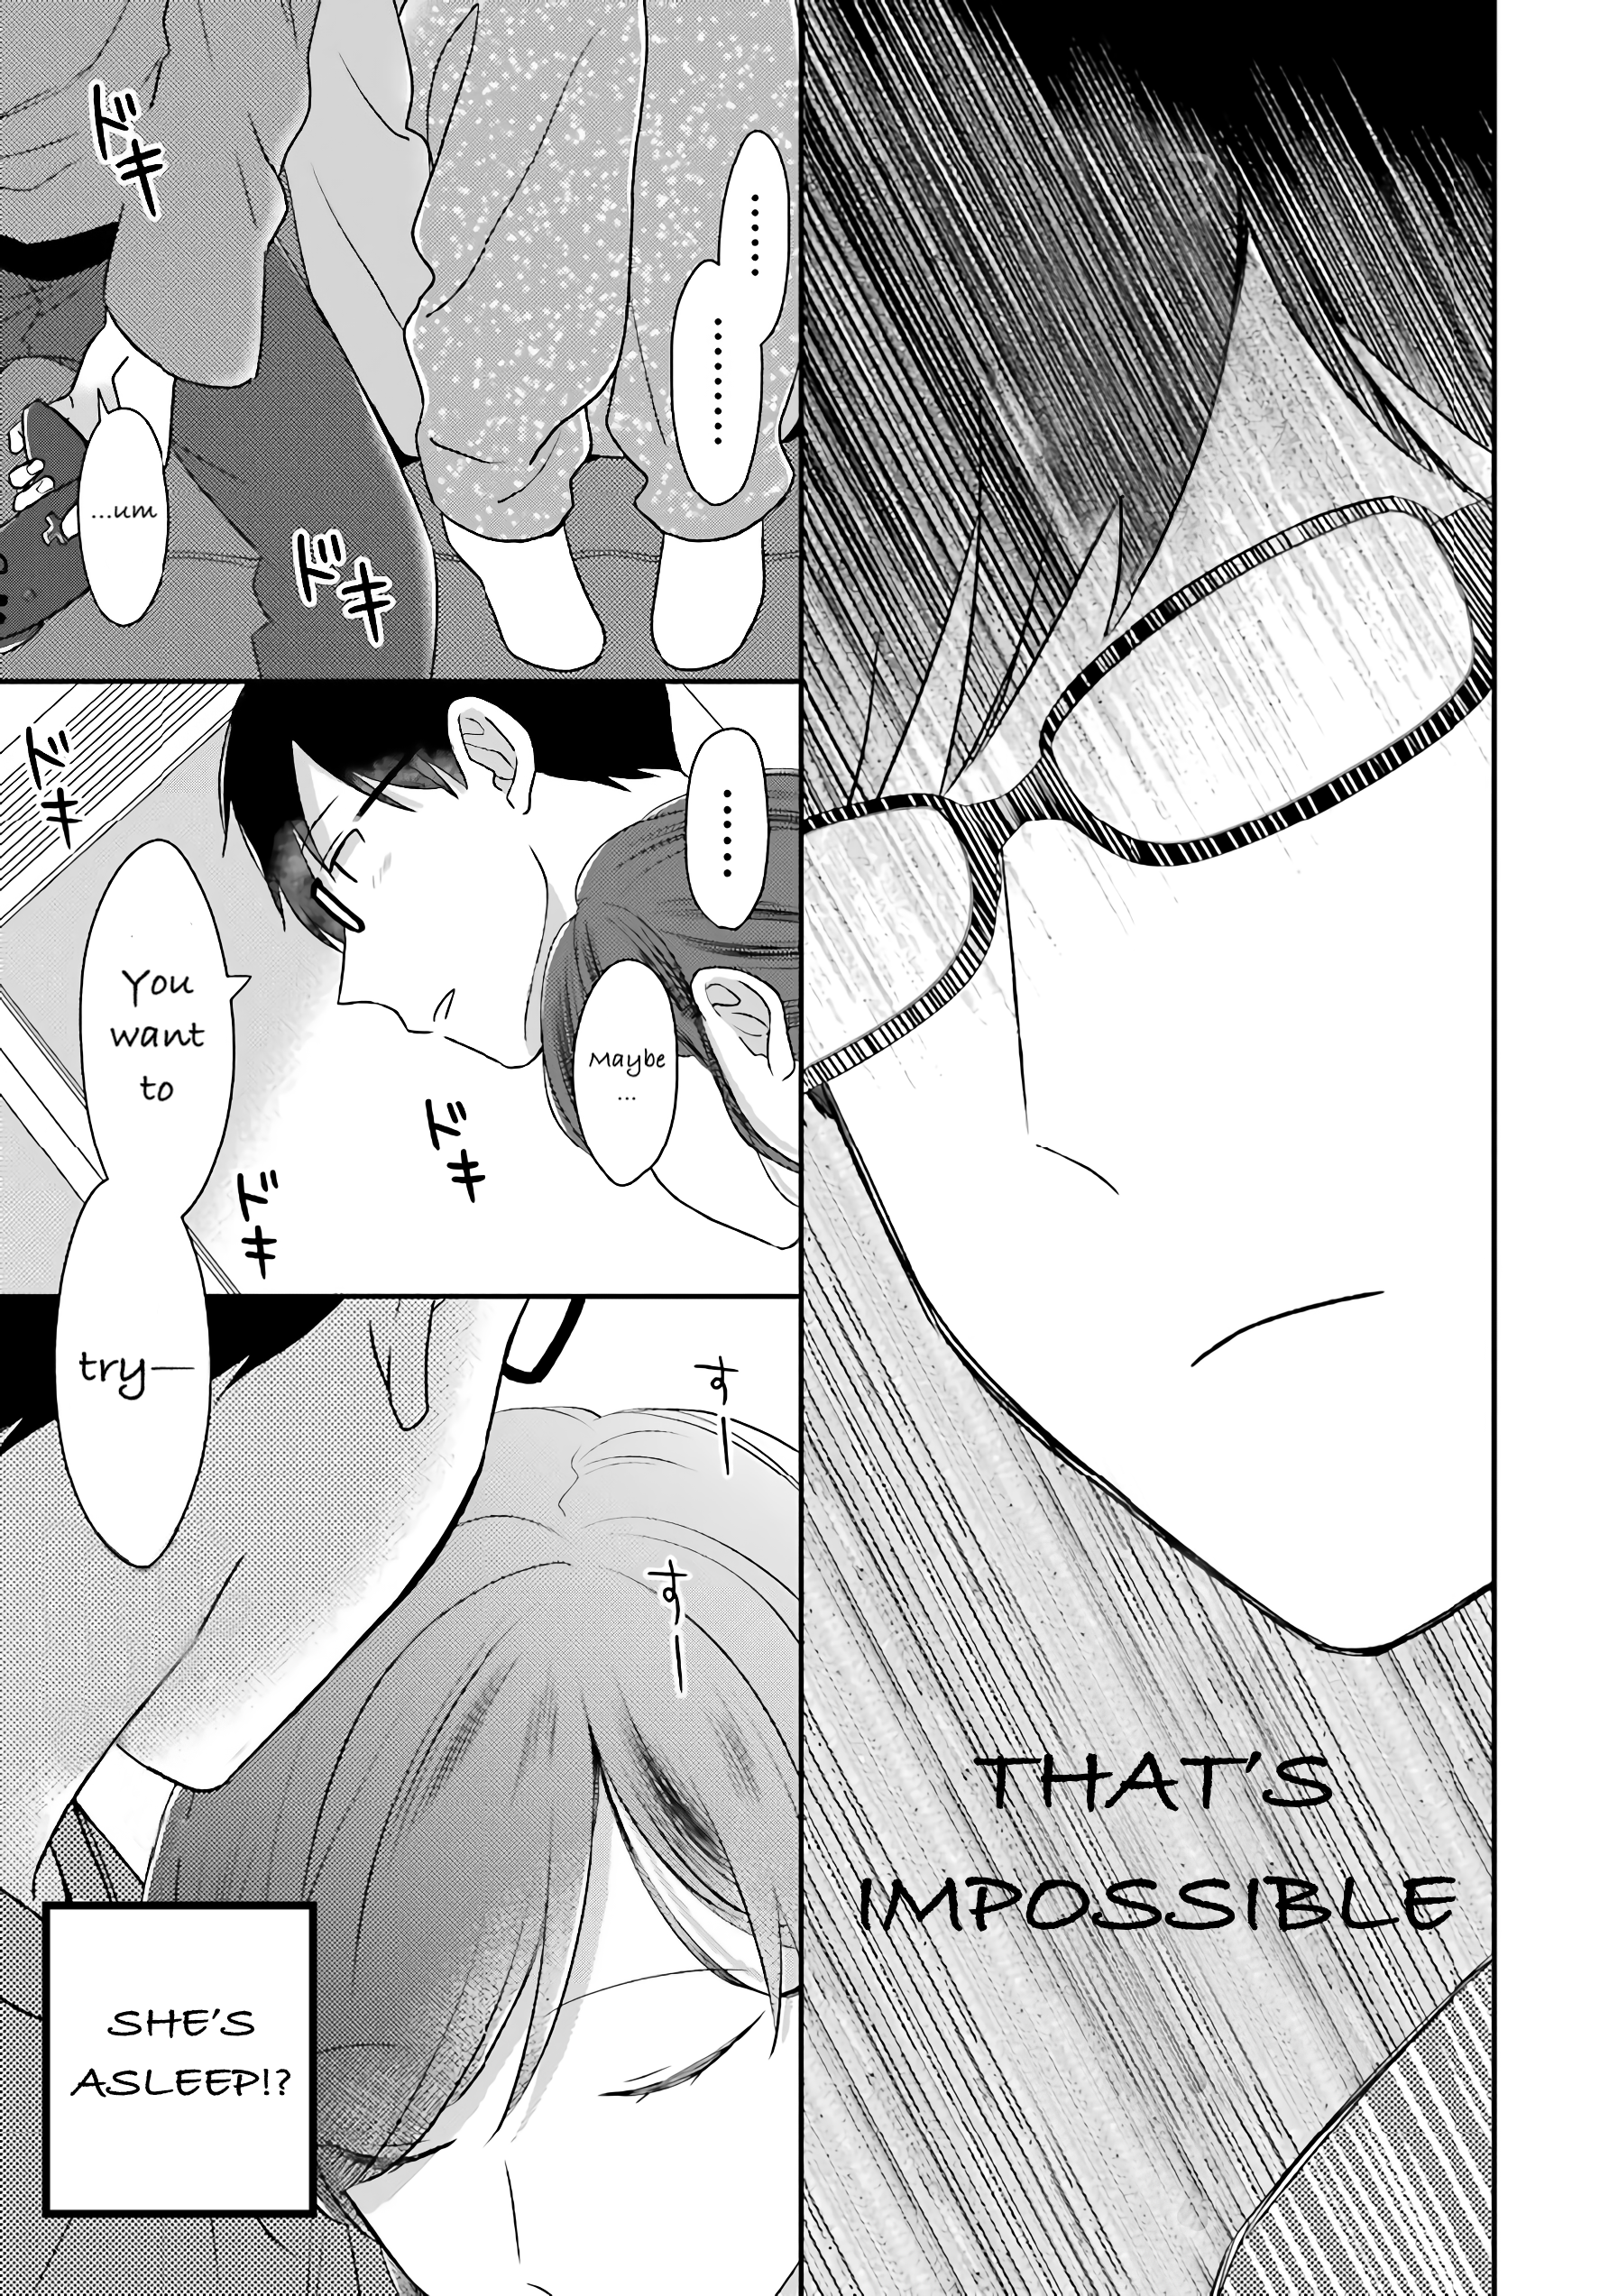 THAT'S
IMPOSSIBLE
………
…………
ドキ
…um
ドキ
………
Maybe
…
ドキ
ドキ
ドキ
You
want
to
try—
すー
すー
SHE'S
ASLEEP!?